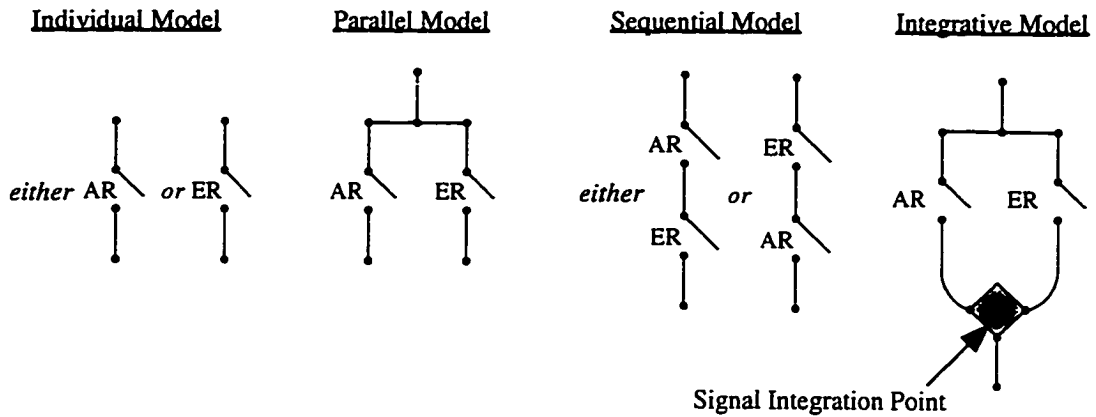 Individual Model
Parallel Model
Sequential Model
Integrative Model
either AR or ER
AR ER
AR ER
either or
ER AR
AR ER
Signal Integration Point